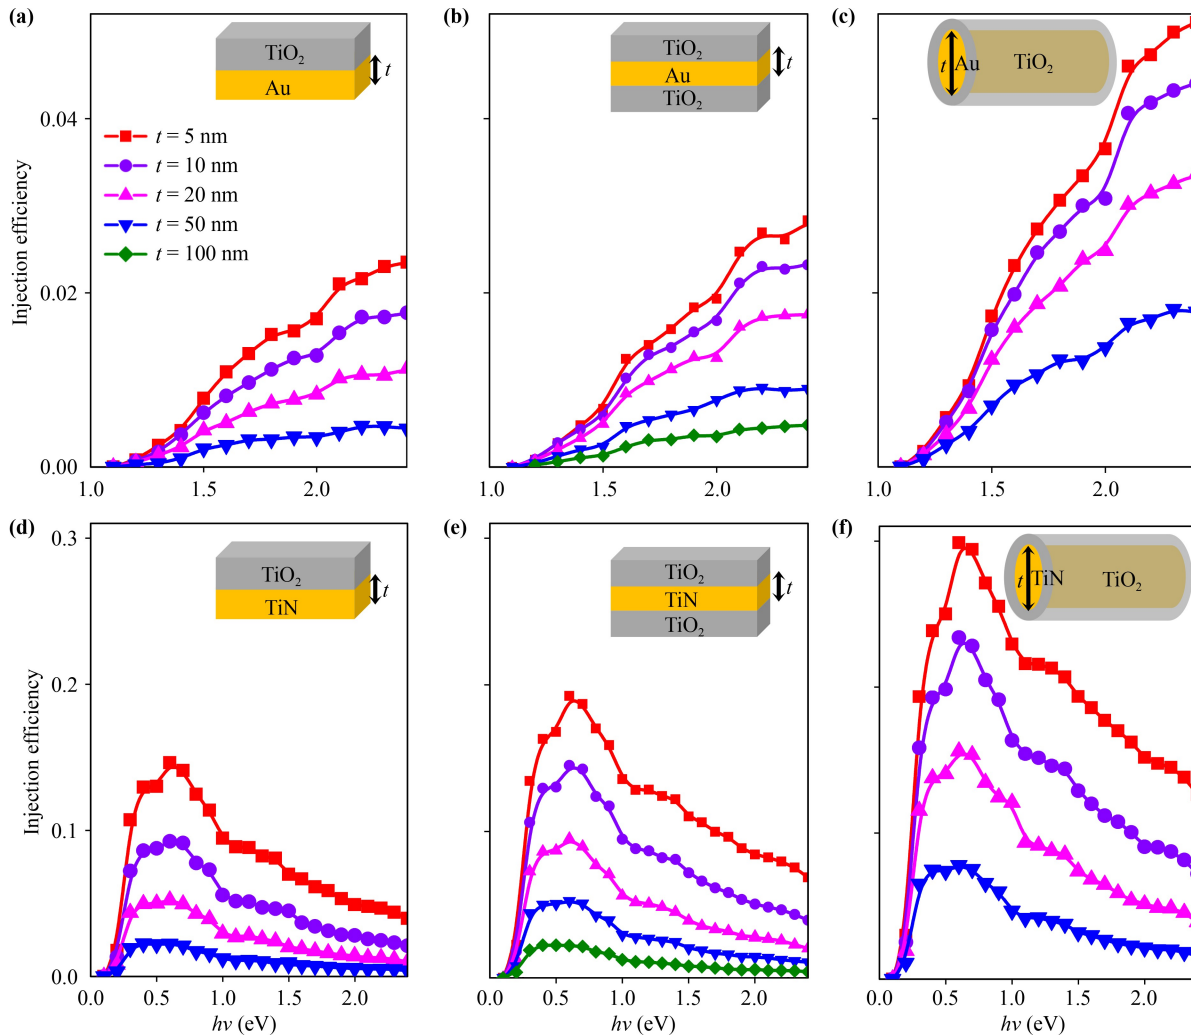 (a)
TiO2
Au
t
t = 5 nm
t = 10 nm
t = 20 nm
t = 50 nm
t = 100 nm
Injection efficiency
0.04
0.02
0.00
1.0 1.5 2.0
(b)
TiO2
Au
TiO2
t
1.0 1.5 2.0
(c)
t Au TiO2
1.0 1.5 2.0
(d)
TiO2
TiN
t
Injection efficiency
0.3
0.2
0.1
0.0
0.0 0.5 1.0 1.5 2.0
hν (eV)
(e)
TiO2
TiN
TiO2
t
0.0 0.5 1.0 1.5 2.0
hν (eV)
(f)
t TiN TiO2
0.0 0.5 1.0 1.5 2.0
hν (eV)